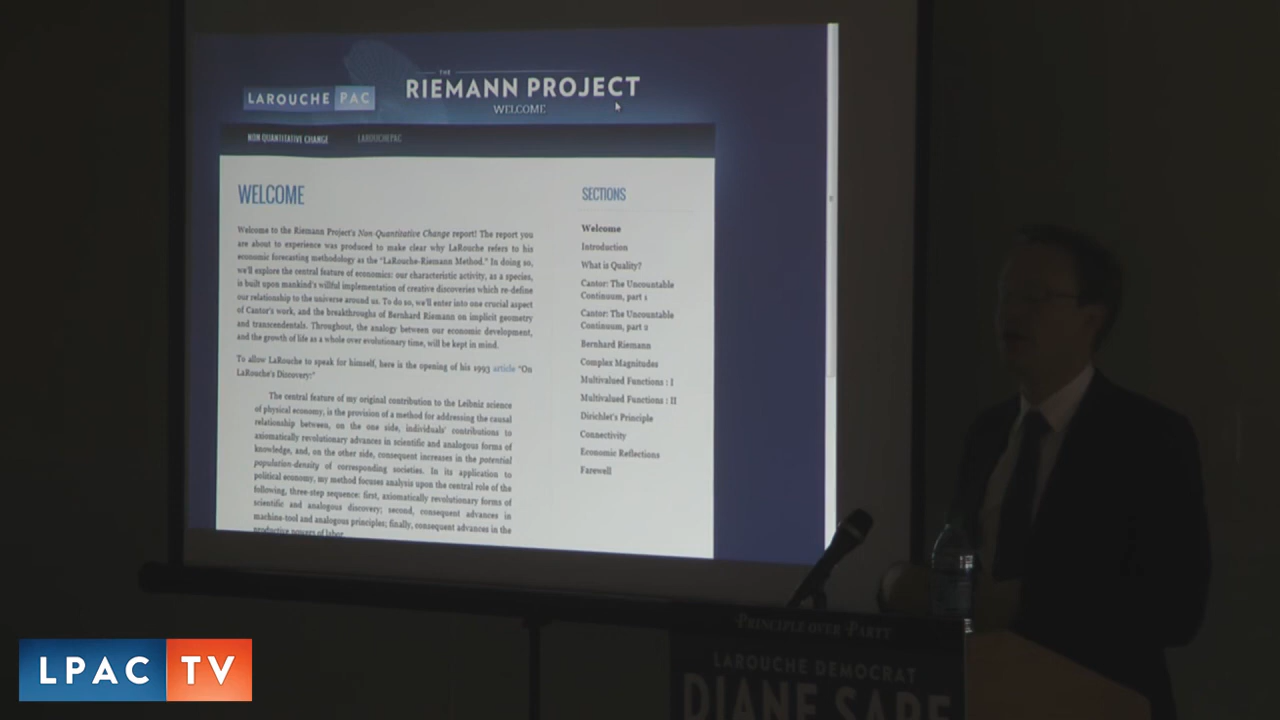 THE
RIEMANN PROJECT
LAROUCHE PAC
WELCOME
NON QUANTITATIVE CHANGE
LAROUCHEPAC
WELCOME
Welcome to the Riemann Project's Non-Quantitative Change report! The report you
are about to experience was produced to make clear why LaRouche refers to his
economic forecasting methodology as the "LaRouche-Riemann Method." In doing so,
we'll explore the central feature of economics: our characteristic activity, as a species,
is built upon mankind's willful implementation of creative discoveries which re-define
our relationship to the universe around us. To do so, we'll enter into one crucial aspect
of Cantor's work, and the breakthroughs of Bernhard Riemann on implicit geometry
and transcendentals. Throughout, the analogy between our economic development,
and the growth of life as a whole over evolutionary time, will be kept in mind.
To allow LaRouche to speak for himself, here is the opening of his 1993 article "On
LaRouche's Discovery:"
The central feature of my original contribution to the Leibniz science
of physical economy, is the provision of a method for addressing the causal
relationship between, on the one side, individuals' contributions to
axiomatically revolutionary advances in scientific and analogous forms of
knowledge, and, on the other side, consequent increases in the potential
population-density of corresponding societies. In its application to
political economy, my method focuses analysis upon the central role of the
following, three-step sequence: first, axiomatically revolutionary forms of
scientific and analogous discovery; second, consequent advances in
machine-tool and analogous principles; finally, consequent advances in the
productive powers of labor.
SECTIONS
Welcome
Introduction
What is Quality?
Cantor: The Uncountable
Continuum, part 1
Cantor: The Uncountable
Continuum, part II
Bernhard Riemann
Complex Magnitudes
Multivalued Functions : I
Multivalued Functions : II
Dirichlet's Principle
Connectivity
Economic Reflections
Farewell
PRINCIPLE OVER PARTY
LAROUCHE DEMOCRAT
DIANE SARE
LPAC TV